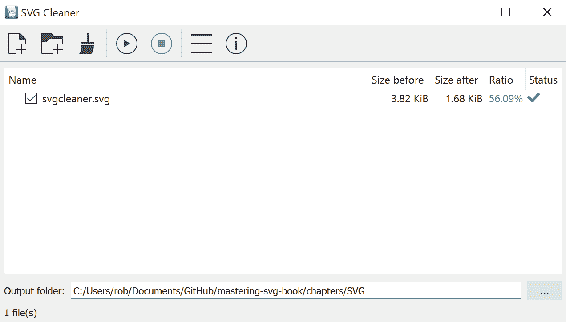 SVG Cleaner
Name Size before Size after Ratio Status
svgcleaner.svg 3.82 KiB 1.68 KiB 56.09%
Output folder: C:/Users/rob/Documents/GitHub/mastering-svg-book/chapters/SVG ...
1 file(s)